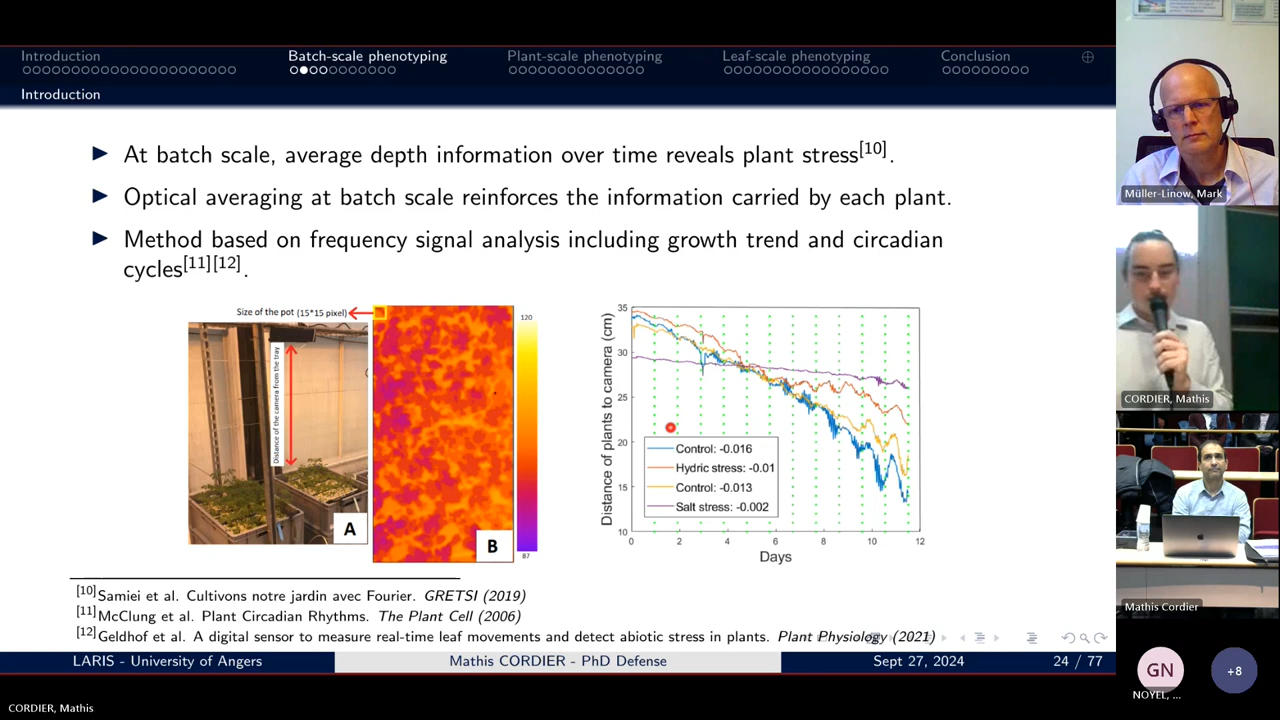 Introduction
Batch-scale phenotyping
Plant-scale phenotyping
Leaf-scale phenotyping
Conclusion
Introduction
At batch scale, average depth information over time reveals plant stress[10].
Optical averaging at batch scale reinforces the information carried by each plant.
Method based on frequency signal analysis including growth trend and circadian
cycles[11][12].
Size of the pot (15*15 pixel)
Distance of the camera from the tray
A
B
120
87
Distance of plants to camera (cm)
35
30
25
20
15
10
Control: -0.016
Hydric stress: -0.01
Control: -0.013
Salt stress: -0.002
0 2 4 6 8 10 12
Days
[10]Samiei et al. Cultivons notre jardin avec Fourier. GRETSI (2019)
[11]McClung et al. Plant Circadian Rhythms. The Plant Cell (2006)
[12]Geldhof et al. A digital sensor to measure real-time leaf movements and detect abiotic stress in plants. Plant Physiology (2021)
LARIS - University of Angers
Mathis CORDIER - PhD Defense
Sept 27, 2024
24 / 77
Müller-Linow, Mark
CORDIER, Mathis
Mathis Cordier
GN
NOYEL, ...
+8
CORDIER, Mathis